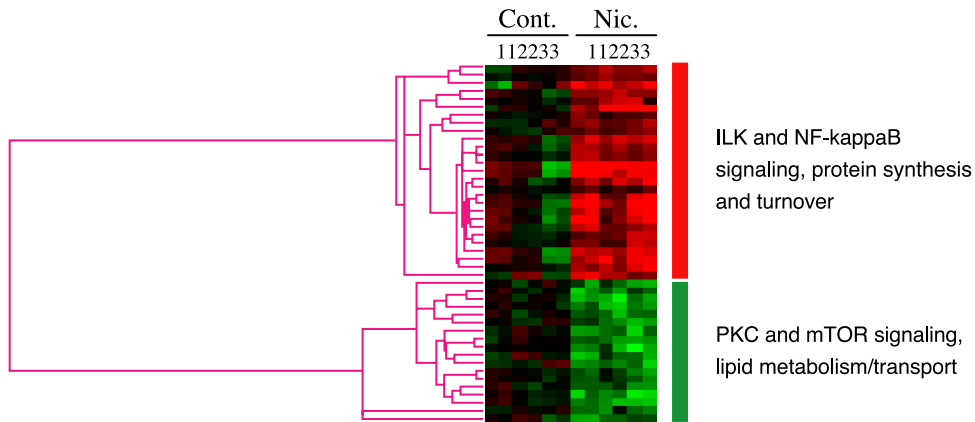 Cont. Nic.
112233 112233
ILK and NF-kappaB
signaling, protein synthesis
and turnover
PKC and mTOR signaling,
lipid metabolism/transport